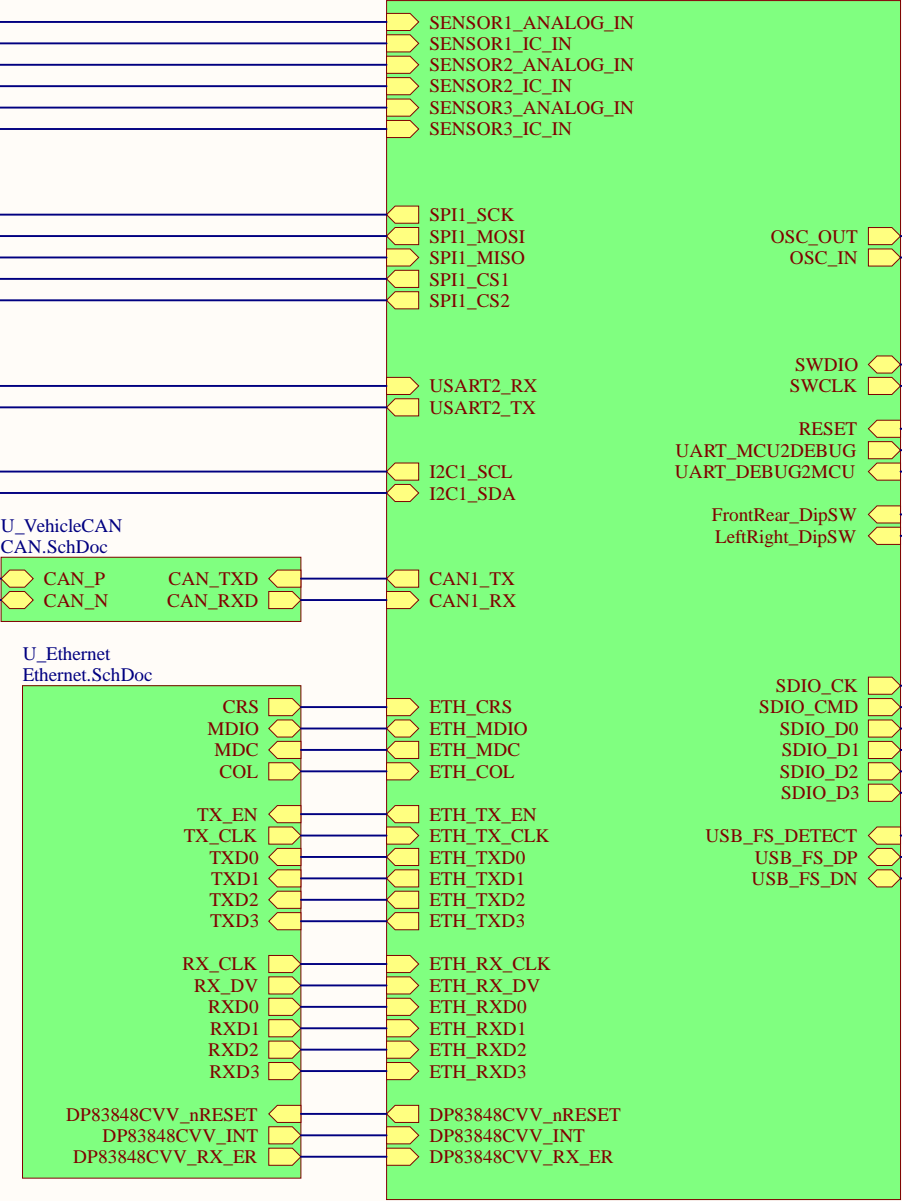 SENSOR1_ANALOG_IN
SENSOR1_IC_IN
SENSOR2_ANALOG_IN
SENSOR2_IC_IN
SENSOR3_ANALOG_IN
SENSOR3_IC_IN
SPI1_SCK
SPI1_MOSI OSC_OUT
SPI1_MISO OSC_IN
SPI1_CS1
SPI1_CS2
SWDIO
USART2_RX SWCLK
USART2_TX
RESET
UART_MCU2DEBUG
I2C1_SCL UART_DEBUG2MCU
I2C1_SDA
FrontRear_DipSW
LeftRight_DipSW
U_VehicleCAN
CAN.SchDoc
CAN_P CAN_TXD CAN1_TX
CAN_N CAN_RXD CAN1_RX
U_Ethernet
Ethernet.SchDoc
SDIO_CK
CRS ETH_CRS SDIO_CMD
MDIO ETH_MDIO SDIO_D0
MDC ETH_MDC SDIO_D1
COL ETH_COL SDIO_D2
SDIO_D3
TX_EN ETH_TX_EN
TX_CLK ETH_TX_CLK USB_FS_DETECT
TXD0 ETH_TXD0 USB_FS_DP
TXD1 ETH_TXD1 USB_FS_DN
TXD2 ETH_TXD2
TXD3 ETH_TXD3
RX_CLK ETH_RX_CLK
RX_DV ETH_RX_DV
RXD0 ETH_RXD0
RXD1 ETH_RXD1
RXD2 ETH_RXD2
RXD3 ETH_RXD3
DP83848CVV_nRESET DP83848CVV_nRESET
DP83848CVV_INT DP83848CVV_INT
DP83848CVV_RX_ER DP83848CVV_RX_ER